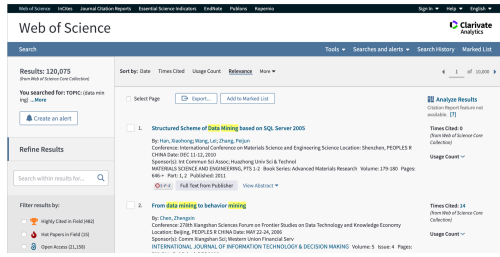 Web of Science InCites Journal Citation Reports Essential Science Indicators EndNote Publons Kopernio Sign In Help English
Web of Science
Clarivate
Analytics
Search Tools Searches and alerts Search History Marked List
Results: 120,075
(from Web of Science Core Collection)
You searched for: TOPIC: (data min
ing) ...More
Create an alert
Refine Results
Search within results for...
Filter results by:
Highly Cited in Field (482)
Hot Papers in Field (15)
Open Access (21,150)
Sort by: Date Times Cited Usage Count Relevance More
1 of 10,000
Select Page Export... Add to Marked List
1. Structured Scheme of Data Mining based on SQL Server 2005
By: Han, Xiaohong; Wang, Lei; Zhang, Peijun
Conference: International Conference on Materials Science and Engineering Science Location: Shenzhen, PEOPLES R
CHINA Date: DEC 11-12, 2010
Sponsor(s): Int Commun Sci Assoc; Huazhong Univ Sci & Technol
MATERIALS SCIENCE AND ENGINEERING, PTS 1-2 Book Series: Advanced Materials Research Volume: 179-180 Pages:
Part: 1, 2 Published: 2011
Full Text from Publisher View Abstract
2. From data mining to behavior mining
By: Chen, Zhengxin
Conference: 278th Xiangshan Sciences Forum on Frontier Studies on Data Technology and Knowledge Economy
Location: Beijing, PEOPLES R CHINA Date: MAY 22-24, 2006
Sponsor(s): Comm Xiangshan Sci; Western Union Financial Serv
INTERNATIONAL JOURNAL OF INFORMATION TECHNOLOGY & DECISION MAKING Volume: 5 Issue: 4 Pages:
Analyze Results
Citation Report feature not
available. [?]
Times Cited: 0
(from Web of Science Core
Collection)
Usage Count
Times Cited: 14
(from Web of Science Core
Collection)
Usage Count